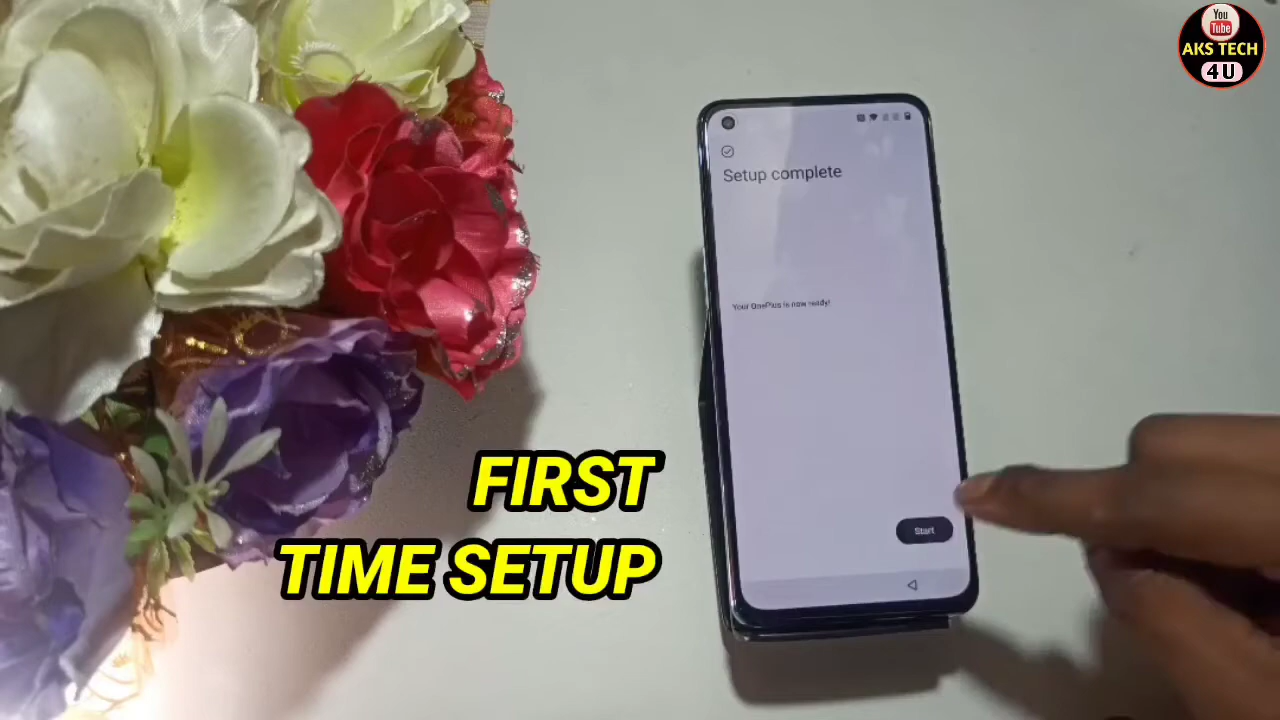 You
Tube
AKS TECH
4U
Setup complete
Your OnePlus is now ready!
Start
FIRST
TIME SETUP